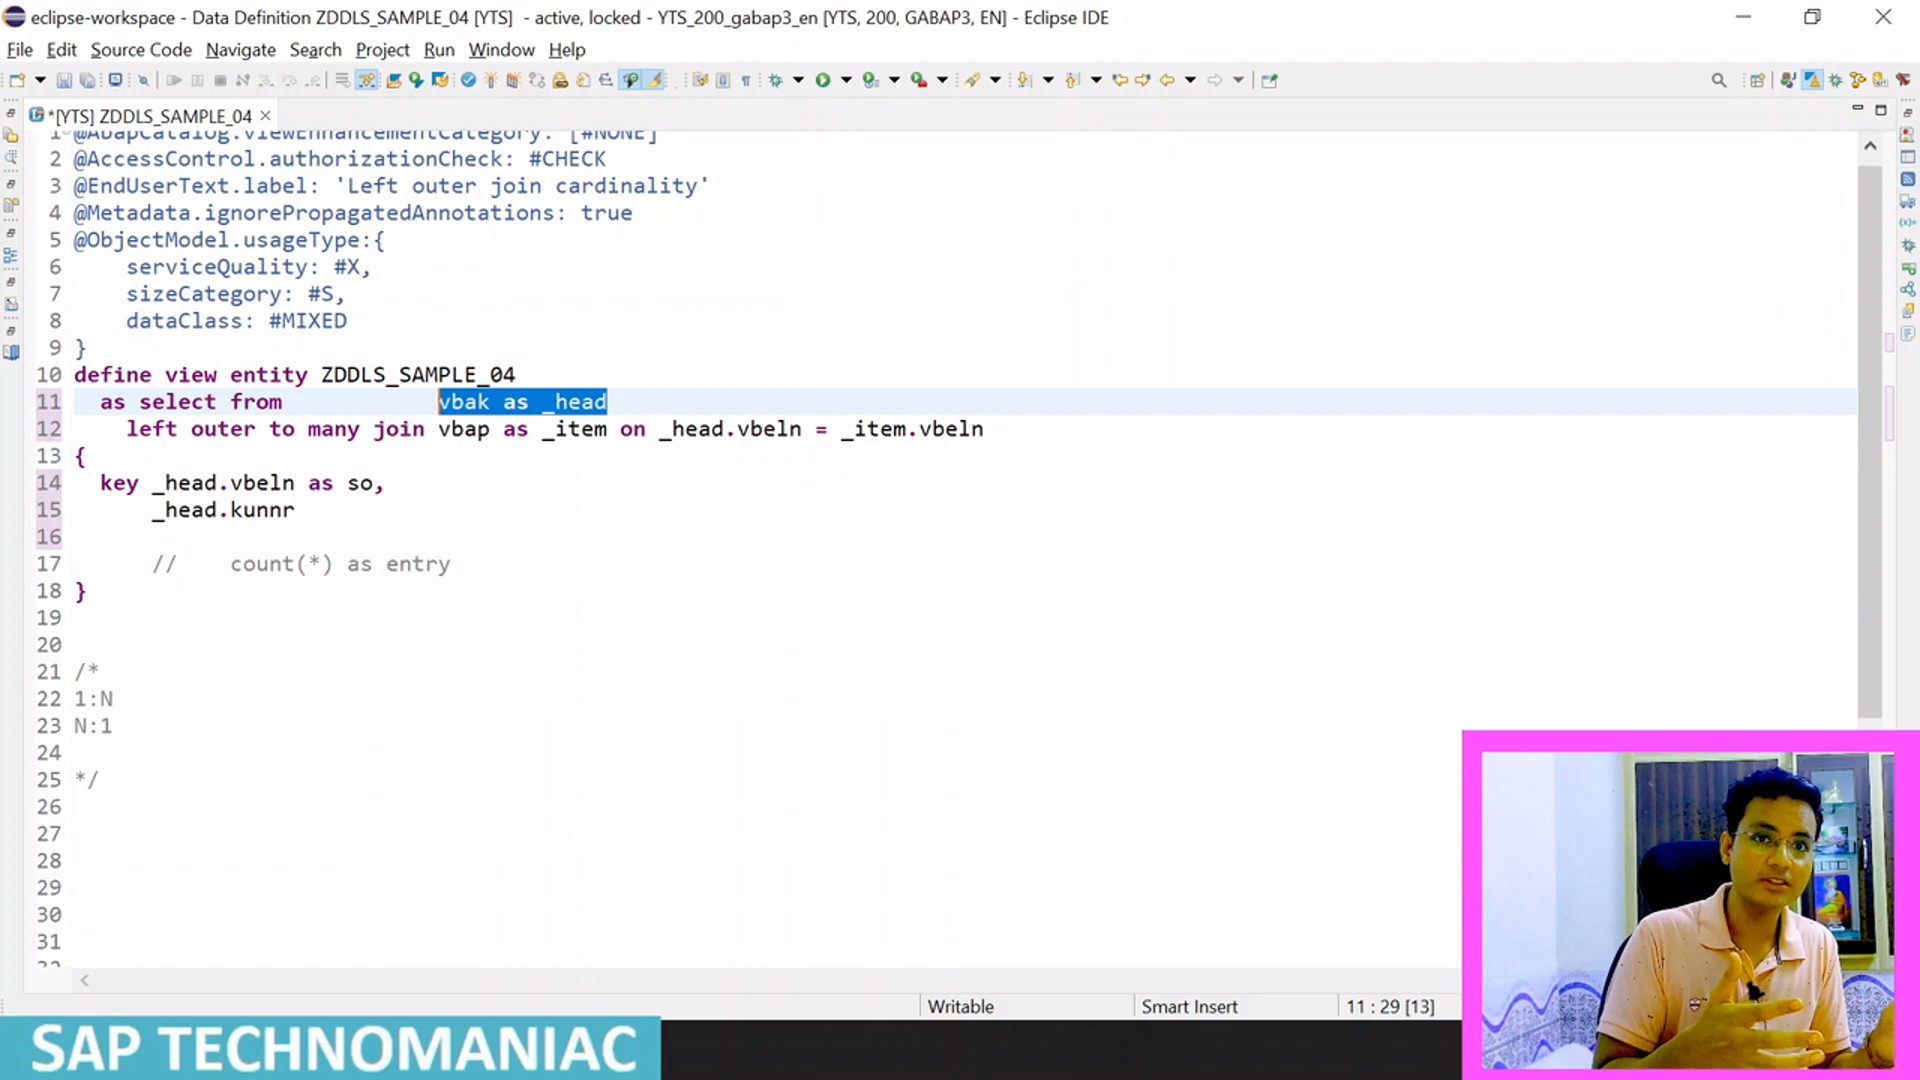 eclipse-workspace - Data Definition ZDDLS_SAMPLE_04 [YTS] - active, locked - YTS_200_gabap3_en [YTS, 200, GABAP3, EN] - Eclipse IDE
File Edit Source Code Navigate Search Project Run Window Help
*[YTS] ZDDLS_SAMPLE_04
1 @AbapCatalog.viewEnhancementCategory: [#NONE]
2 @AccessControl.authorizationCheck: #CHECK
3 @EndUserText.label: 'Left outer join cardinality'
4 @Metadata.ignorePropagatedAnnotations: true
5 @ObjectModel.usageType:{
6 serviceQuality: #X,
7 sizeCategory: #S,
8 dataClass: #MIXED
9 }
10 define view entity ZDDLS_SAMPLE_04
11 as select from vbak as _head
12 left outer to many join vbap as _item on _head.vbeln = _item.vbeln
13 {
14 key _head.vbeln as so,
15 _head.kunnr
16
17 // count(*) as entry
18 }
19
20
21 /*
22 1:N
23 N:1
24
25 */
26
27
28
29
30
31
Writable Smart Insert 11 : 29 [13]
SAP TECHNOMANIAC